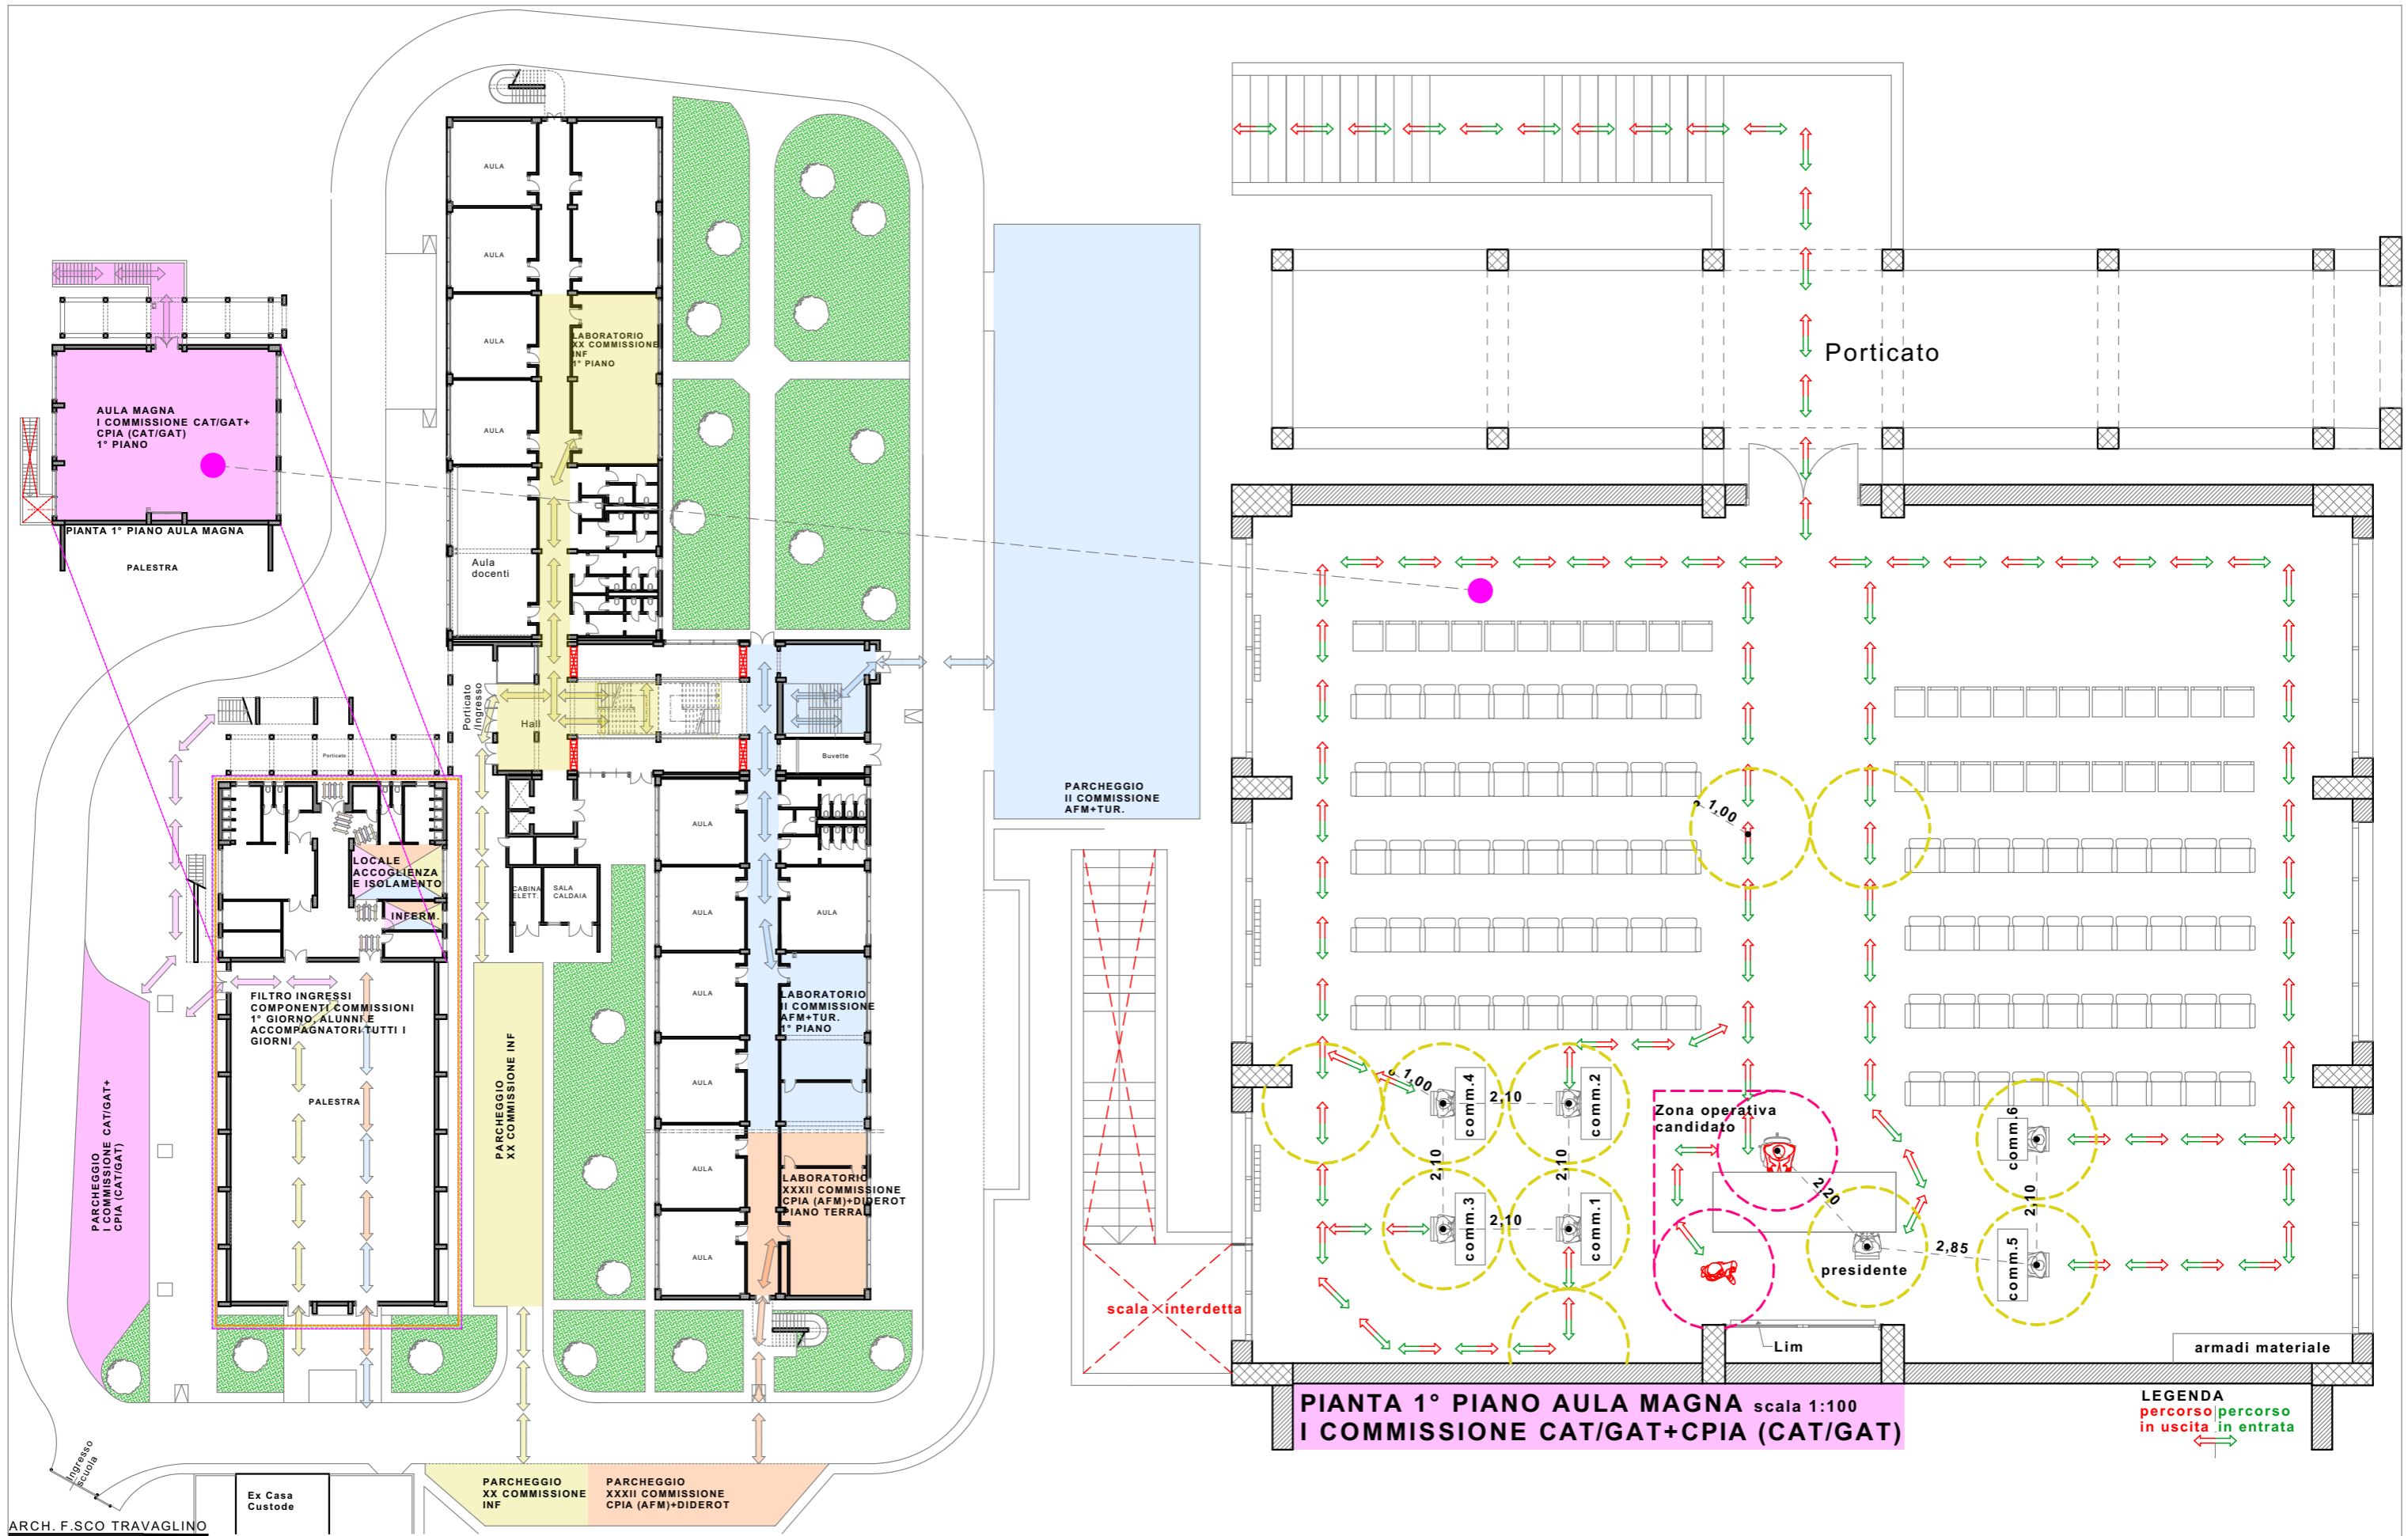 AULA
AULA
AULA
AULA
LABORATORIO
XX COMMISSIONE
INF
1° PIANO
Aula
docenti
AULA MAGNA
I COMMISSIONE CAT/GAT+
CPIA (CAT/GAT)
1° PIANO
PIANTA 1° PIANO AULA MAGNA
PALESTRA
Porticato
Ingresso
Hall
Buvette
Porticato
LOCALE
ACCOGLIENZA
E ISOLAMENTO
INFERM.
FILTRO INGRESSI
COMPONENTI COMMISSIONI
1° GIORNO, ALUNNI E
ACCOMPAGNATORI TUTTI I
GIORNI
PALESTRA
PARCHEGGIO
I COMMISSIONE CAT/GAT+
CPIA (CAT/GAT)
PARCHEGGIO
XX COMMISSIONE INF
CABINA
ELETT.
SALA
CALDAIA
AULA
AULA
AULA
AULA
AULA
AULA
AULA
LABORATORIO
II COMMISSIONE
AFM+TUR.
1° PIANO
LABORATORIO
XXXII COMMISSIONE
CPIA (AFM)+DIDEROT
PIANO TERRA
PARCHEGGIO
II COMMISSIONE
AFM+TUR.
Ingresso
scuola
Ex Casa
Custode
PARCHEGGIO
XX COMMISSIONE
INF
PARCHEGGIO
XXXII COMMISSIONE
CPIA (AFM)+DIDEROT
ARCH. F.SCO TRAVAGLINO
Porticato
1,00
1,00
comm.4
2,10
comm.2
2,10
2,10
comm.3
2,10
comm.1
Zona operativa
candidato
2,20
presidente
2,85
comm.6
2,10
comm.5
scala interdetta
Lim
armadi materiale
PIANTA 1° PIANO AULA MAGNA scala 1:100
I COMMISSIONE CAT/GAT+CPIA (CAT/GAT)
LEGENDA
percorso percorso
in uscita in entrata